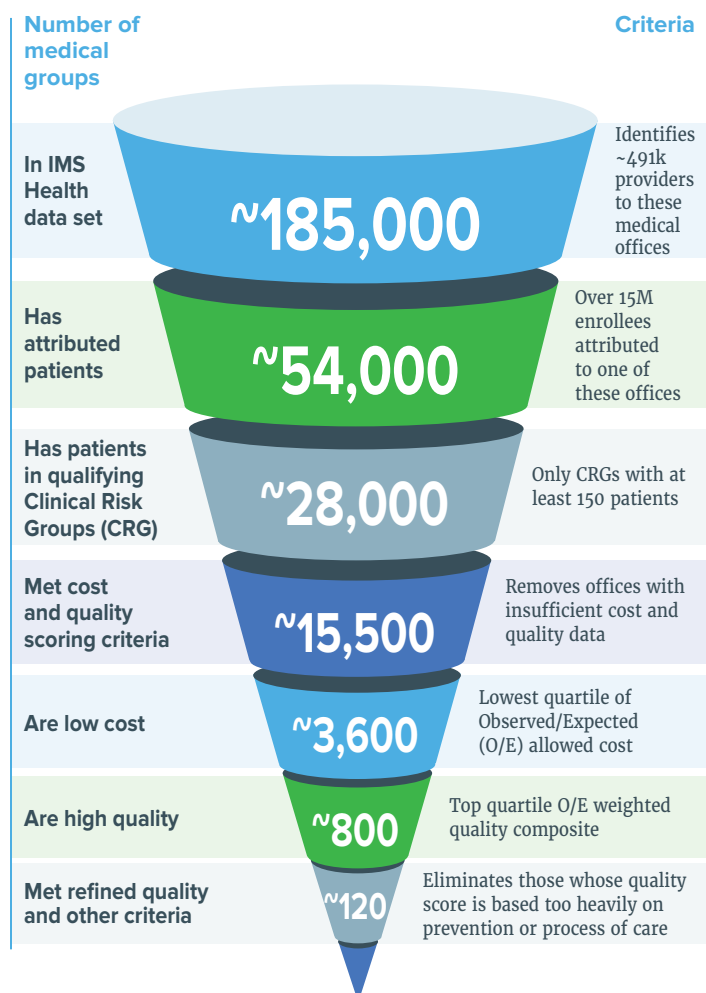 Number of
medical
groups
Criteria
In IMS
Health
data set
~185,000
Identifies
~491k
providers
to these
medical
offices
Has
attributed
patients
~54,000
Over 15M
enrollees
attributed
to one of
these offices
Has patients
in qualifying
Clinical Risk
Groups (CRG)
~28,000
Only CRGs with at
least 150 patients
Met cost
and quality
scoring criteria
~15,500
Removes offices with
insufficient cost and
quality data
Are low cost
~3,600
Lowest quartile of
Observed/Expected
(O/E) allowed cost
Are high quality
~800
Top quartile O/E weighted
quality composite
Met refined quality
and other criteria
~120
Eliminates those whose quality
score is based too heavily on
prevention or process of care